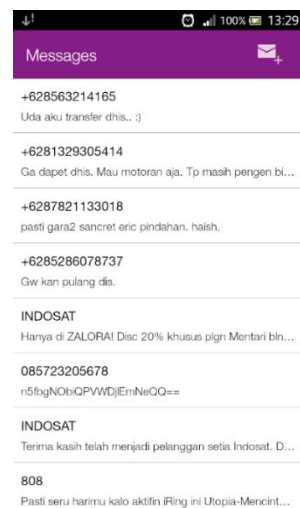 100% 13:29
Messages
+628563214165
Uda aku transfer dhis.. :)
+6281329305414
Ga dapet dhis. Mau motoran aja. Tp masih pengen bi...
+6287821133018
pasti gara2 sancret eric pindahan. haish.
+6285286078737
Gw kan pulang dis.
INDOSAT
Hanya di ZALORA! Disc 20% khusus plgn Mentari bln...
085723205678
n5fbgNObiQPVWDjlEmNeQQ==
INDOSAT
Terima kasih telah menjadi pelanggan setia Indosat. D...
808
Pasti seru harimu kalo aktifin iRing ini Utopia-Mencint...